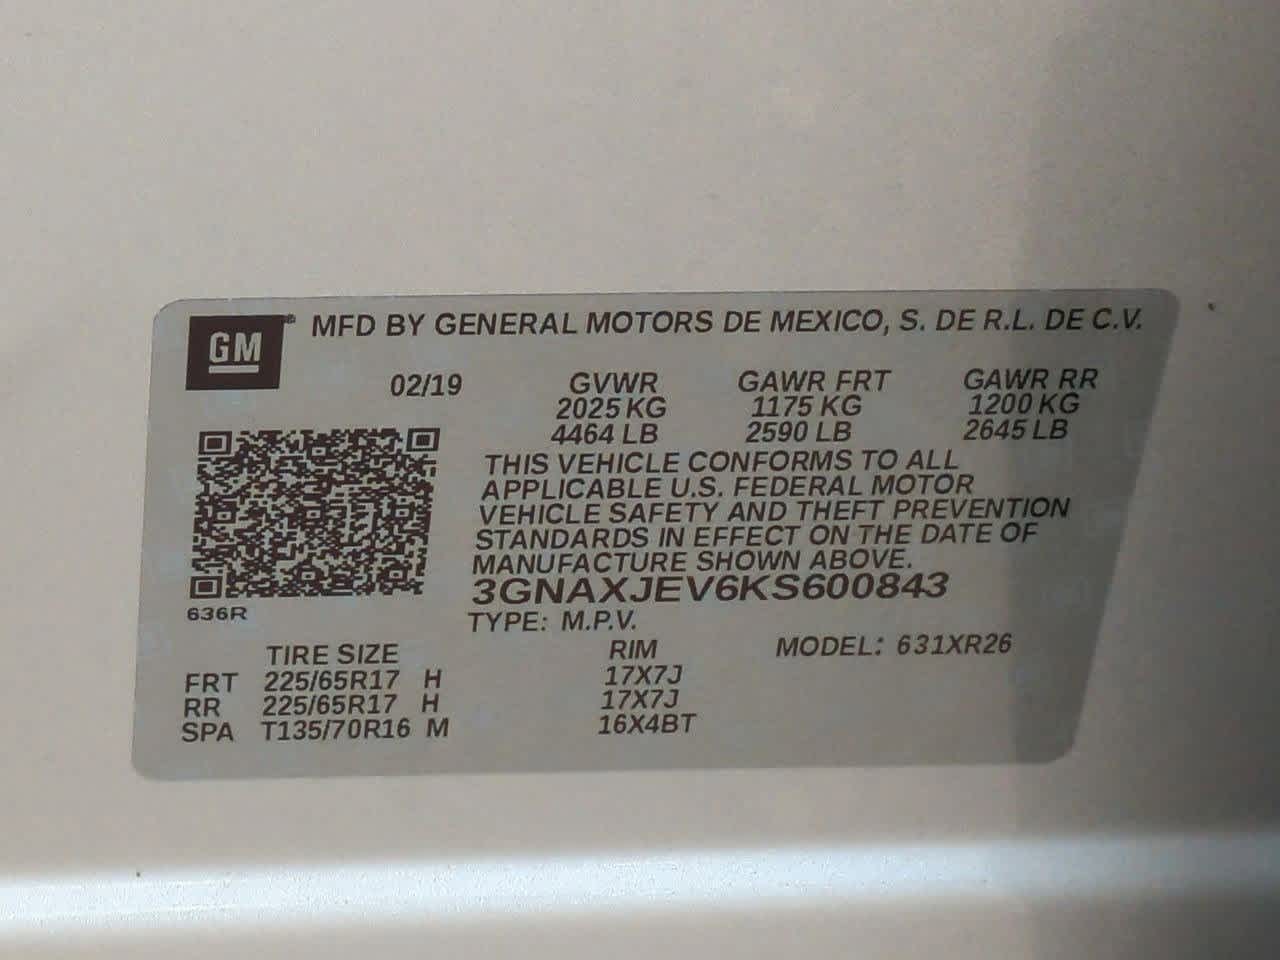 GM® MFD BY GENERAL MOTORS DE MEXICO, S. DE R.L. DE C.V.
02/19 GVWR GAWR FRT GAWR RR
2025 KG 1175 KG 1200 KG
4464 LB 2590 LB 2645 LB
THIS VEHICLE CONFORMS TO ALL
APPLICABLE U.S. FEDERAL MOTOR
VEHICLE SAFETY AND THEFT PREVENTION
STANDARDS IN EFFECT ON THE DATE OF
MANUFACTURE SHOWN ABOVE.
3GNAXJEV6KS600843
636R
TYPE: M.P.V.
TIRE SIZE RIM MODEL: 631XR26
FRT 225/65R17 H 17X7J
RR 225/65R17 H 17X7J
SPA T135/70R16 M 16X4BT